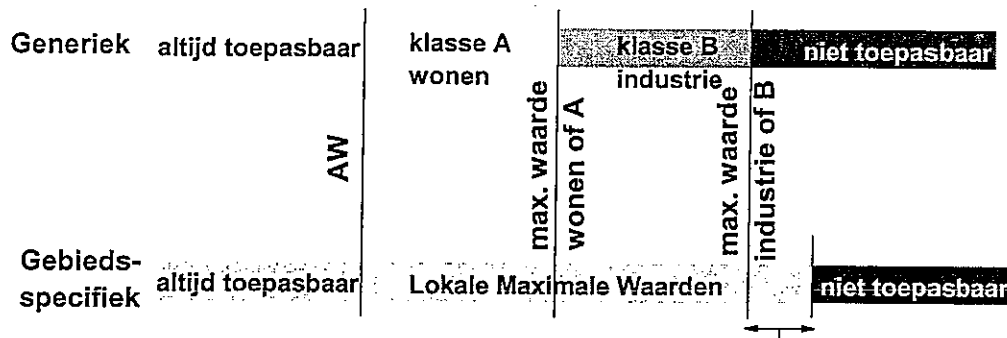 Generiek
altijd toepasbaar
klasse A
wonen
klasse B
industrie
niet toepasbaar
AW
max. waarde
wonen of A
max. waarde
industrie of B
Gebieds-
specifiek
altijd toepasbaar
Lokale Maximale Waarden
niet toepasbaar